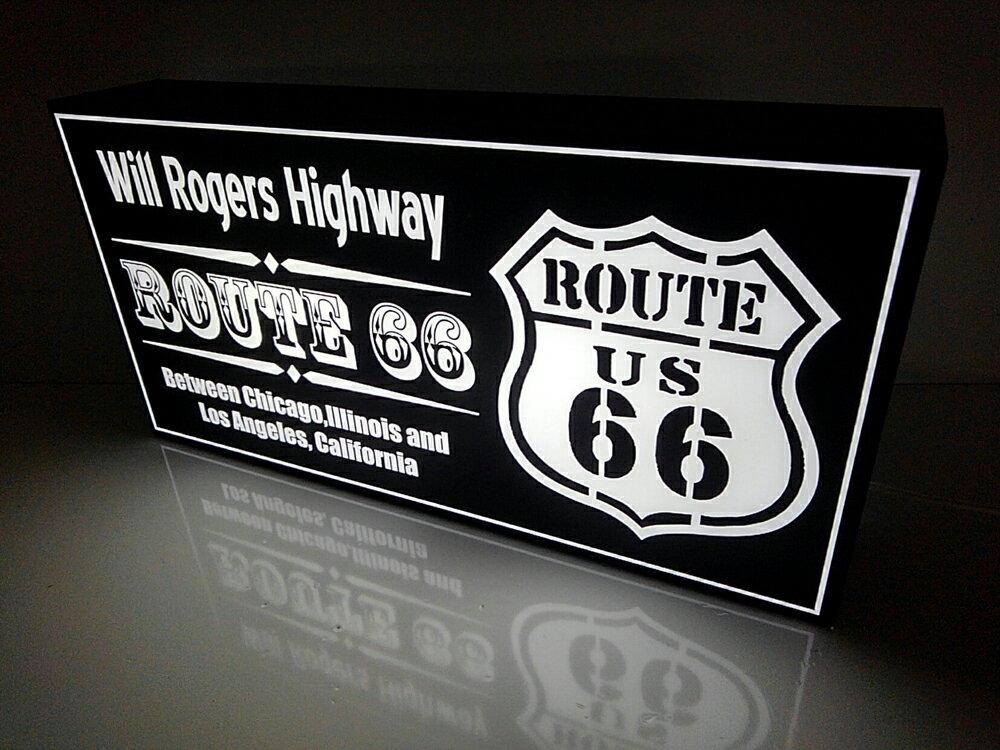 Will Rogers Highway
ROUTE 66
Between Chicago,Illinois and
Los Angeles, California
ROUTE
US
66